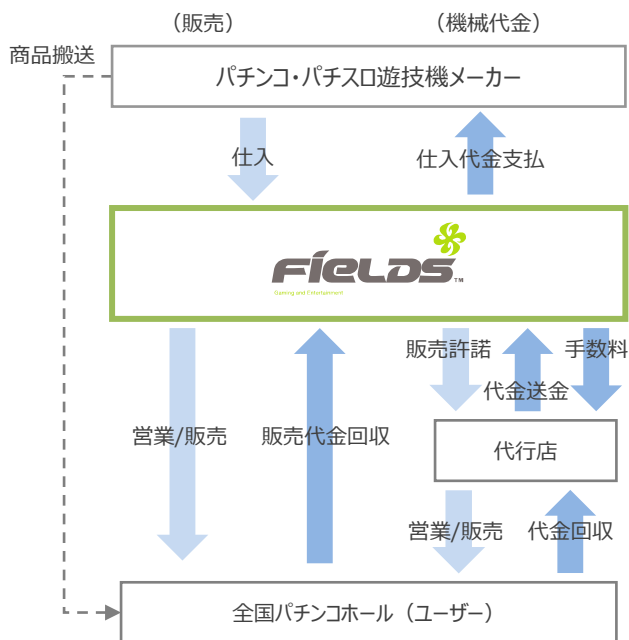 （販売）
（機械代金）
商品搬送
パチンコ・パチスロ遊技機メーカー
仕入
仕入代金支払
FIELDS™
Gaming and Entertainment
販売許諾
手数料
代金送金
営業/販売
販売代金回収
代行店
営業/販売
代金回収
全国パチンコホール（ユーザー）